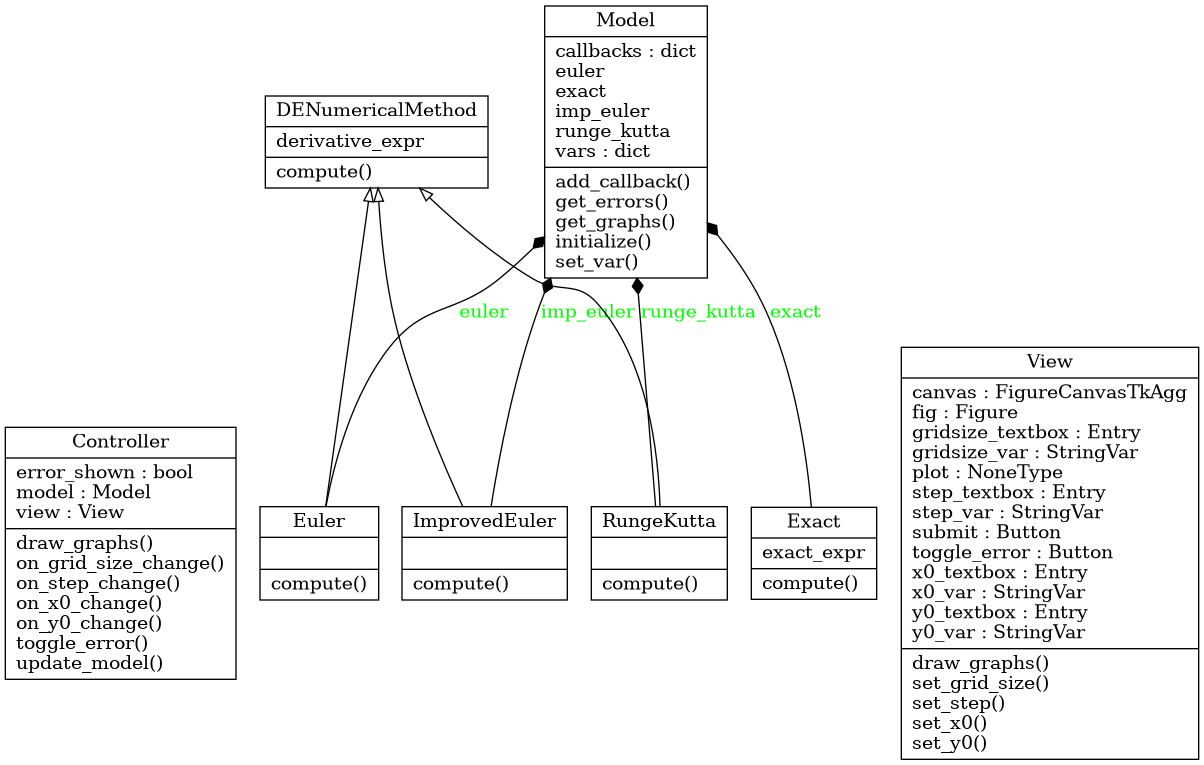 Model
callbacks : dict
euler
exact
imp_euler
runge_kutta
vars : dict
add_callback()
get_errors()
get_graphs()
initialize()
set_var()
DENumericalMethod
derivative_expr
compute()
euler
imp_euler
runge_kutta
exact
Controller
error_shown : bool
model : Model
view : View
draw_graphs()
on_grid_size_change()
on_step_change()
on_x0_change()
on_y0_change()
toggle_error()
update_model()
Euler
compute()
ImprovedEuler
compute()
RungeKutta
compute()
Exact
exact_expr
compute()
View
canvas : FigureCanvasTkAgg
fig : Figure
gridsize_textbox : Entry
gridsize_var : StringVar
plot : NoneType
step_textbox : Entry
step_var : StringVar
submit : Button
toggle_error : Button
x0_textbox : Entry
x0_var : StringVar
y0_textbox : Entry
y0_var : StringVar
draw_graphs()
set_grid_size()
set_step()
set_x0()
set_y0()